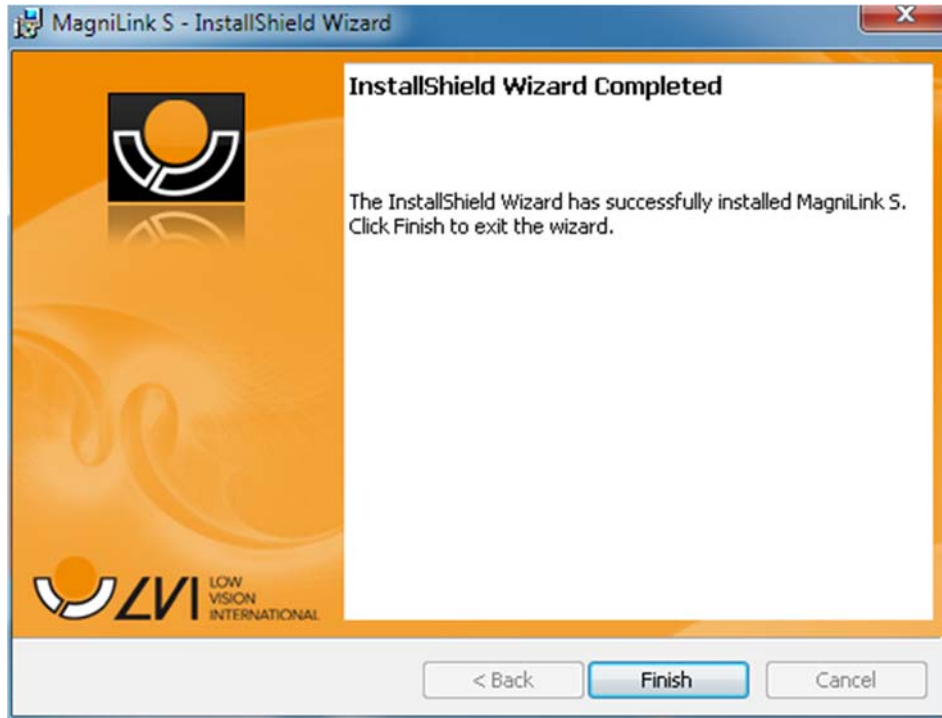 MagniLink S - InstallShield Wizard
InstallShield Wizard Completed
The InstallShield Wizard has successfully installed MagniLink S.
Click Finish to exit the wizard.
LVI
LOW
VISION
INTERNATIONAL
< Back
Finish
Cancel